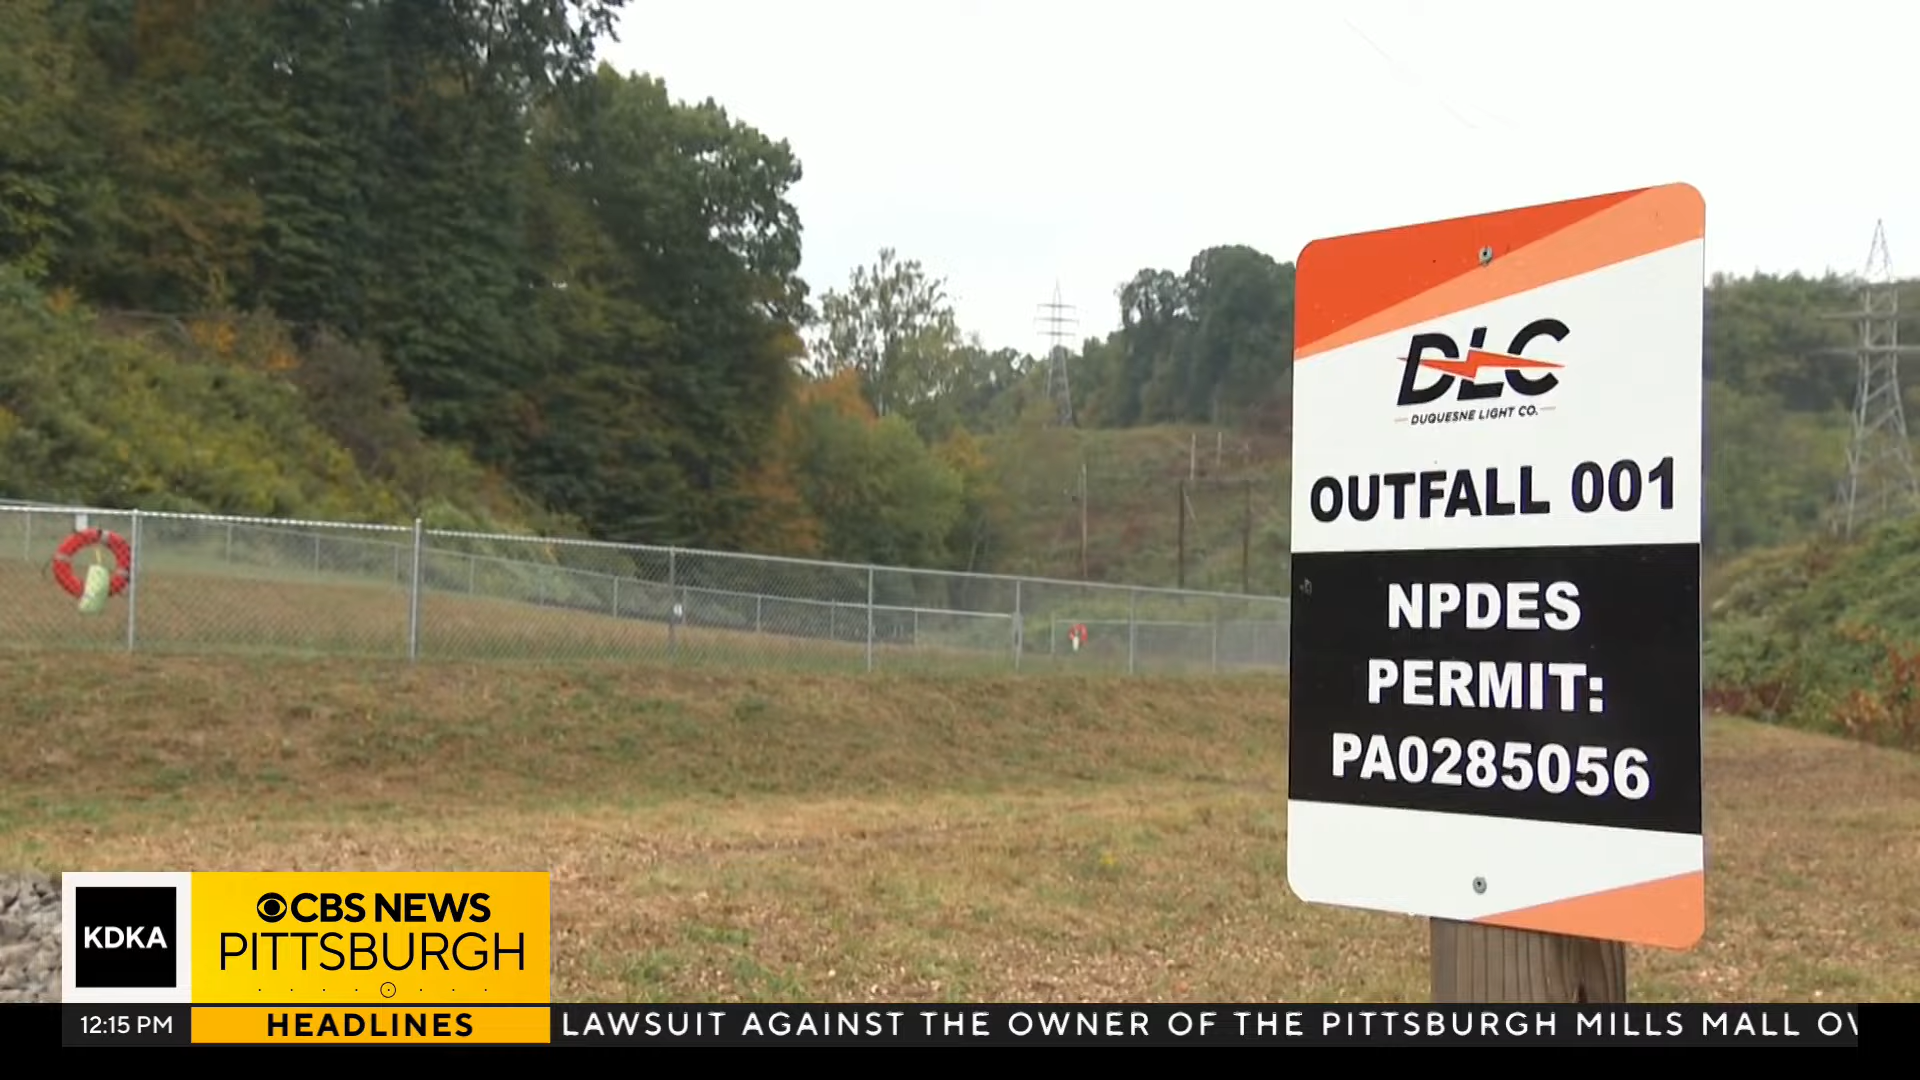 DLC
DUQUESNE LIGHT CO.
OUTFALL 001
NPDES
PERMIT:
PA0285056
KDKA
CBS NEWS
PITTSBURGH
12:15 PM
HEADLINES
LAWSUIT AGAINST THE OWNER OF THE PITTSBURGH MILLS MALL